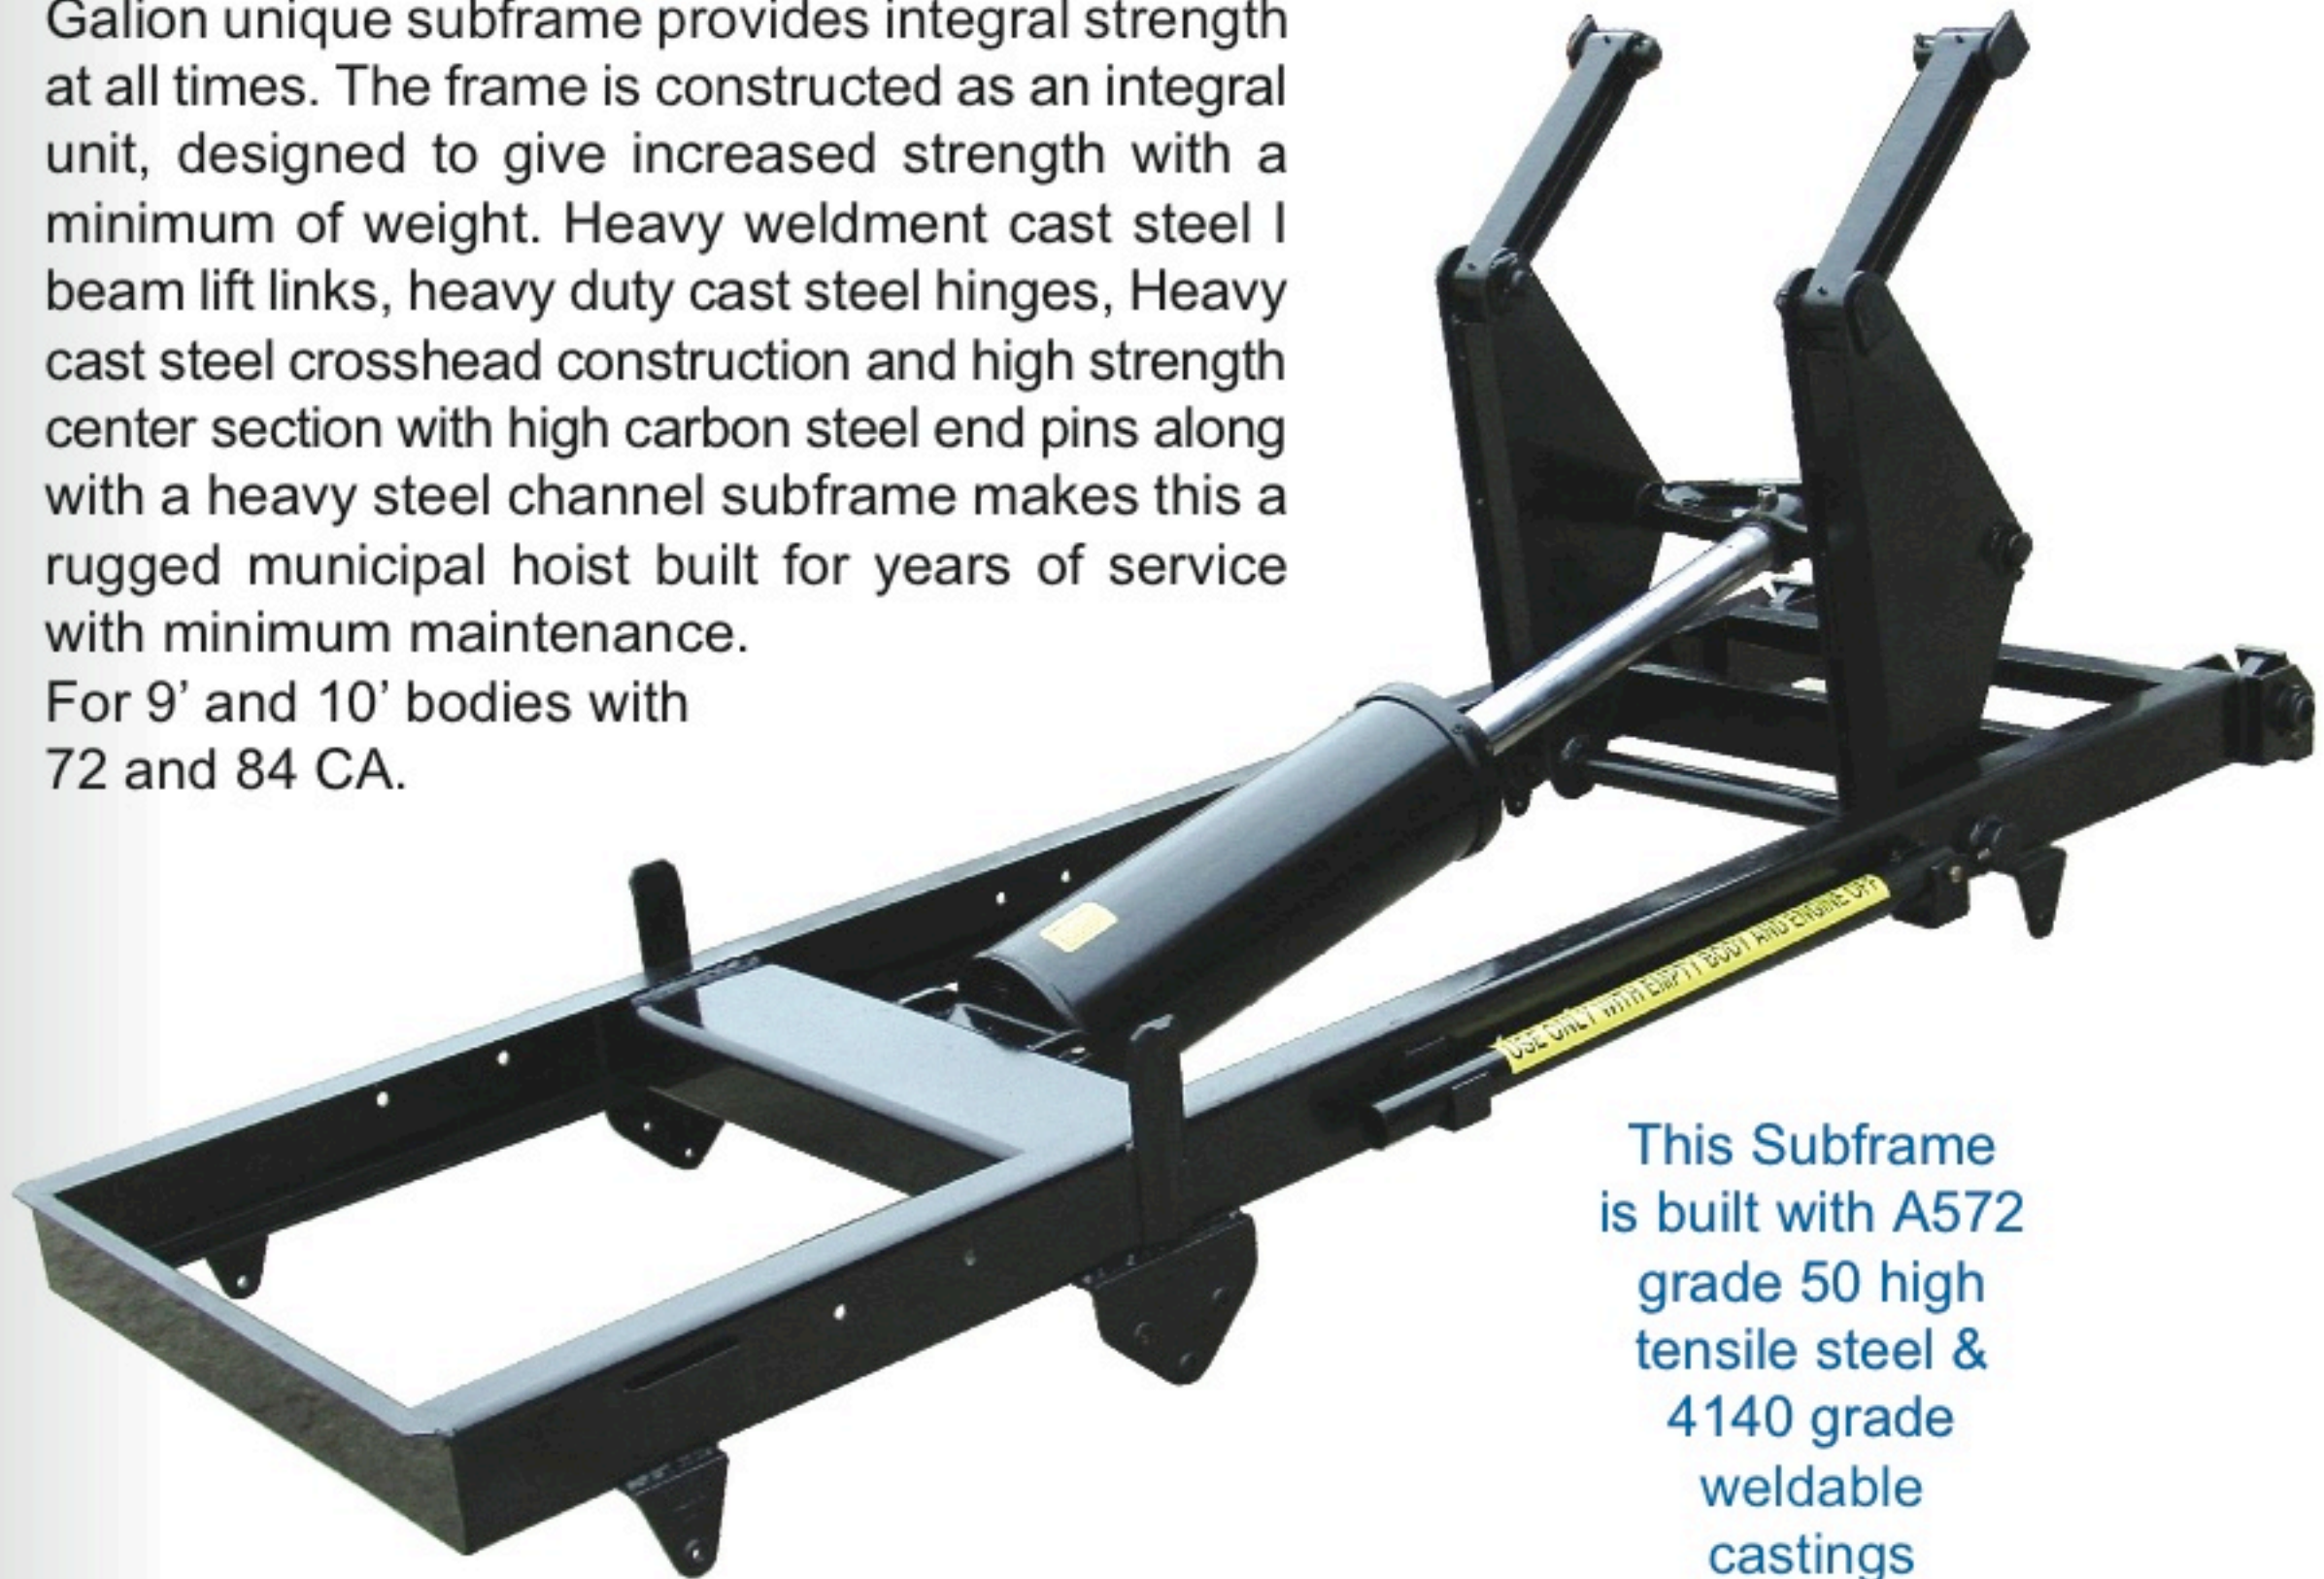 Galion unique subframe provides integral strength
at all times. The frame is constructed as an integral
unit, designed to give increased strength with a
minimum of weight. Heavy weldment cast steel I
beam lift links, heavy duty cast steel hinges, Heavy
cast steel crosshead construction and high strength
center section with high carbon steel end pins along
with a heavy steel channel subframe makes this a
rugged municipal hoist built for years of service
with minimum maintenance.
For 9’ and 10’ bodies with
72 and 84 CA.
USE ONLY WITH EMPTY BODY AND ENGINE OFF
This Subframe
is built with A572
grade 50 high
tensile steel &
4140 grade
weldable
castings